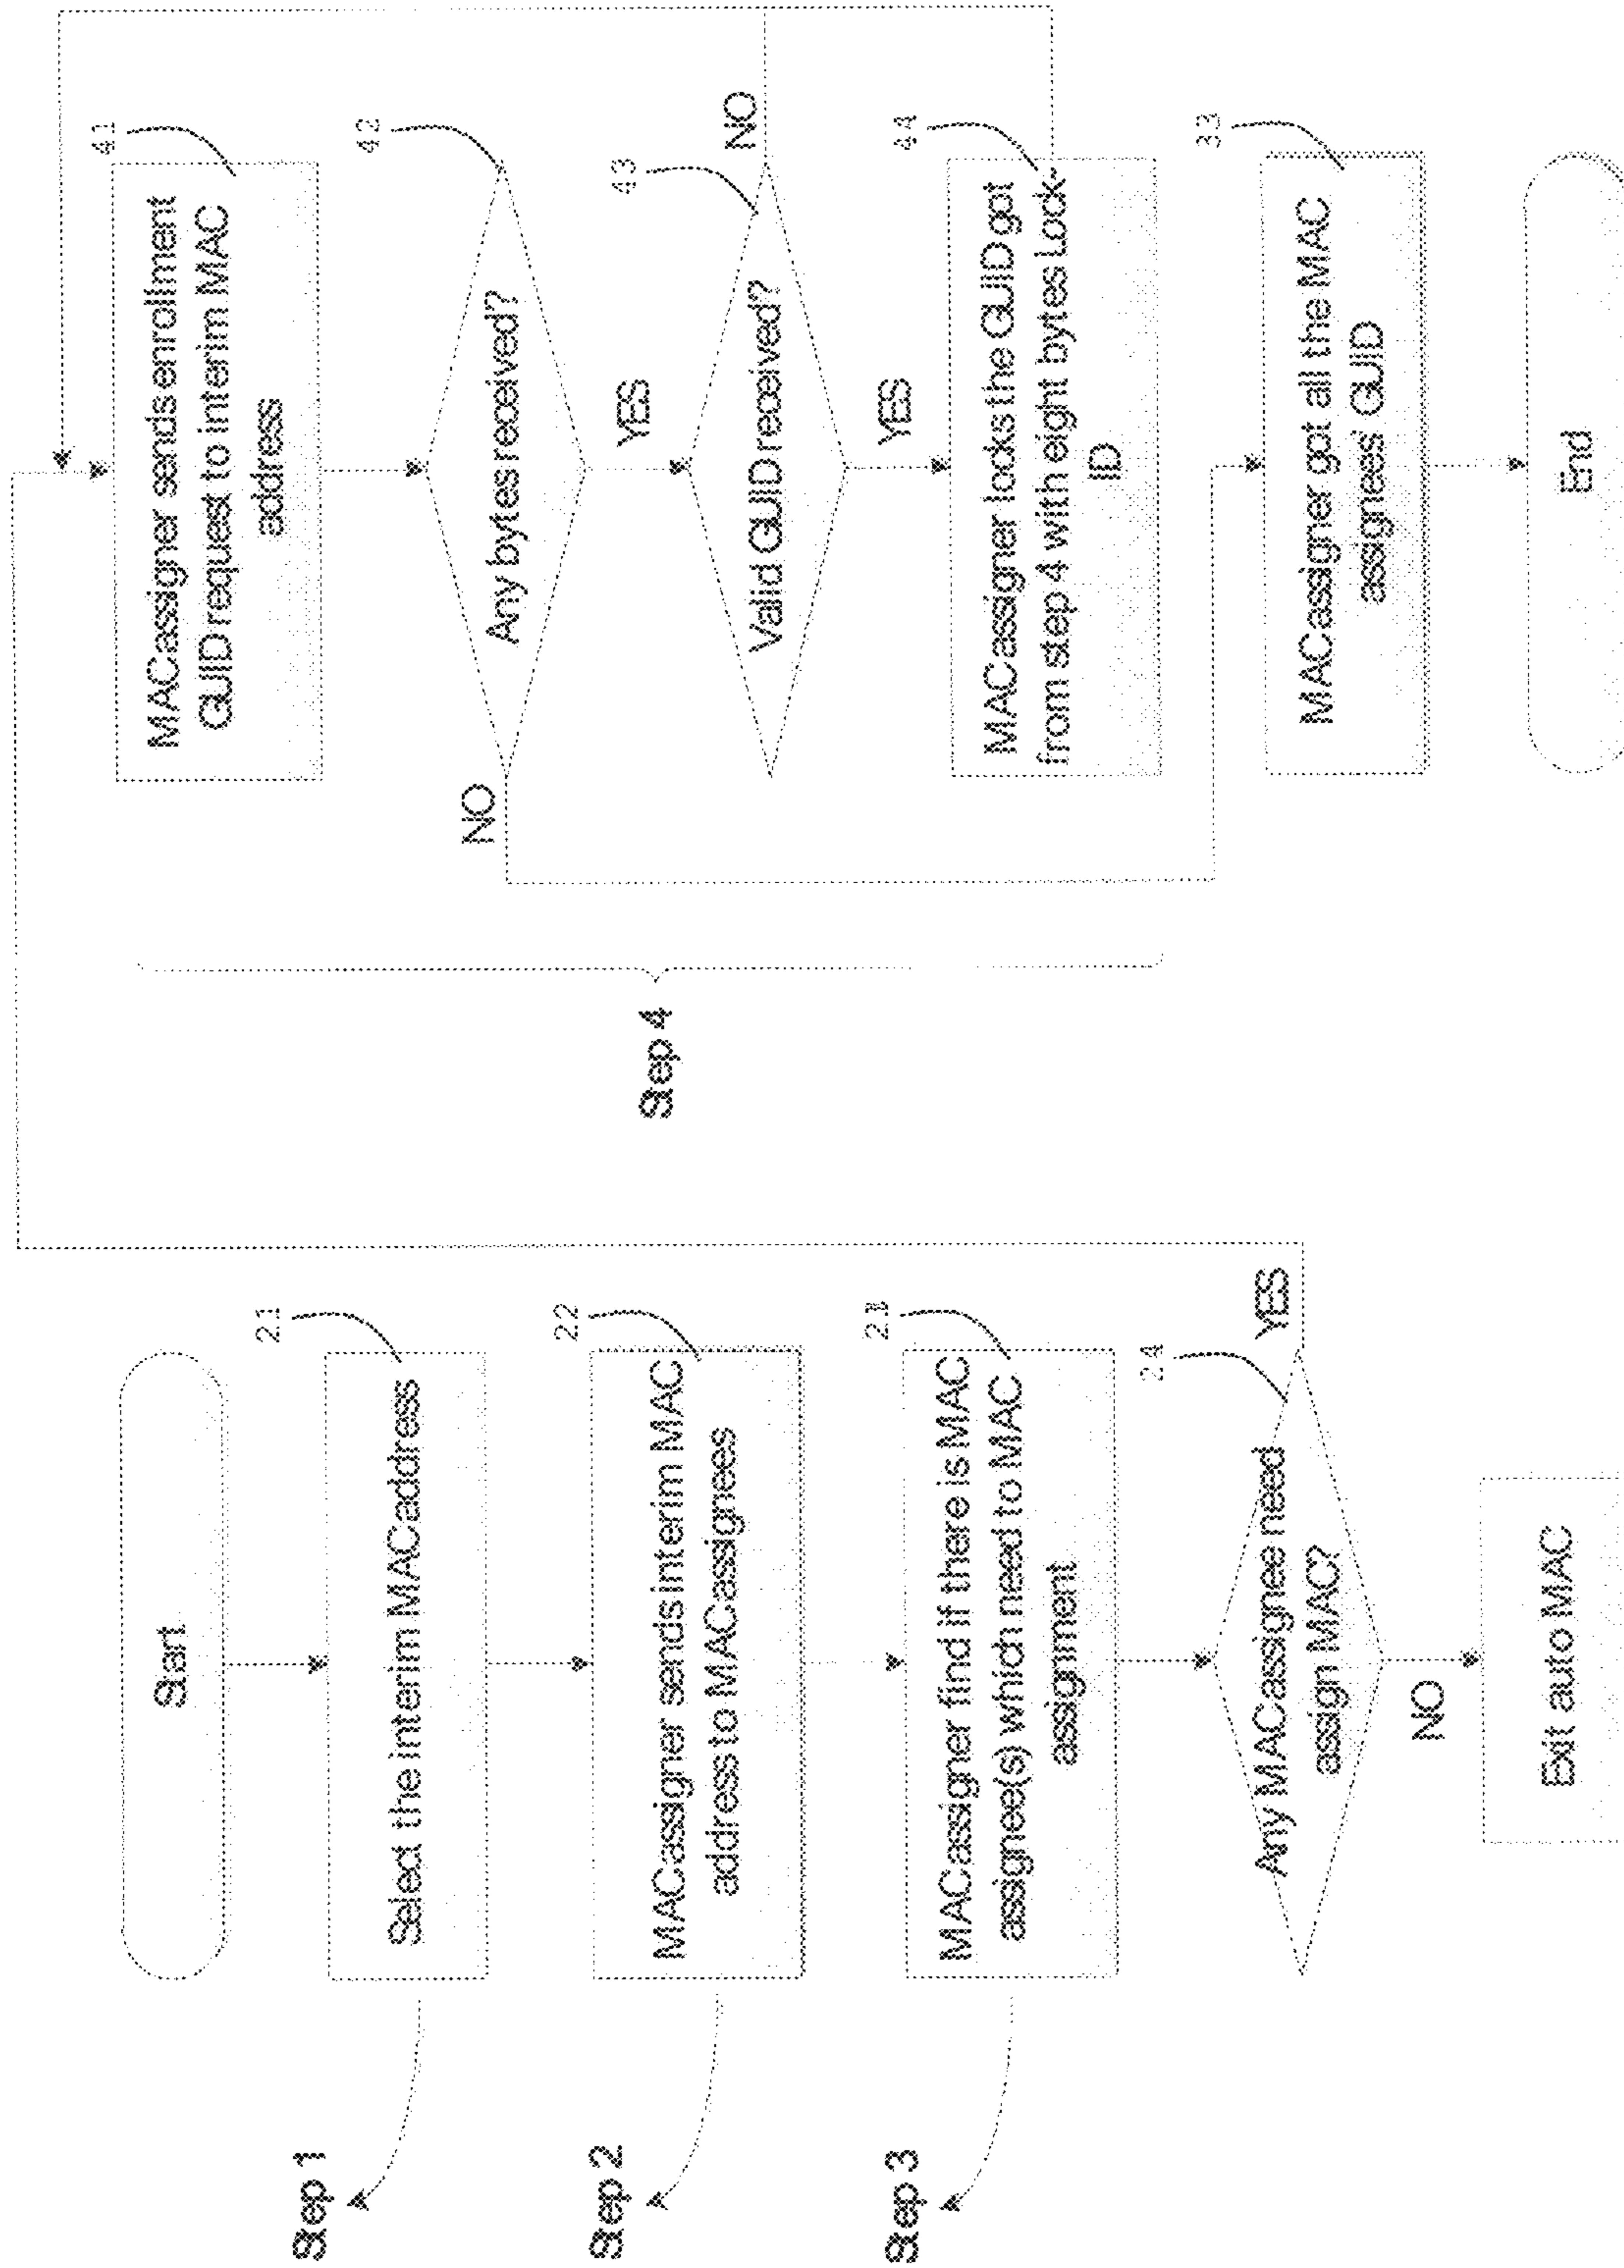 Start
21
Select the interim MAC address
Step 1
22
MAC assigner sends interim MAC
address to MAC assignees
Step 2
23
MAC assigner find if there is MAC
assignee(s) which need to MAC
assignment
Step 3
24
Any MAC assignee need
assign MAC?
YES
NO
Exit auto MAC
41
MAC assigner sends enrollment
GUID request to interim MAC
address
42
Any bytes received?
NO
YES
43
Valid GUID received?
NO
YES
44
MAC assigner locks the GUID got
from step 4 with eight bytes Lock-
ID
Step 4
33
MAC assigner got all the MAC
assignees' GUID
End